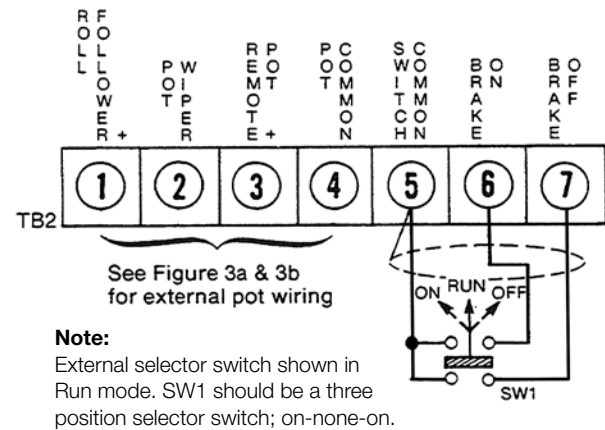 ROLL FOLLOWER +
POT WIPER
REMOTE POT +
POT COMMON
SWITCH COMMON
BRAKE ON
BRAKE OFF
1 2 3 4 5 6 7
TB2
See Figure 3a & 3b
for external pot wiring
ON RUN OFF
SW1
Note:
External selector switch shown in
Run mode. SW1 should be a three
position selector switch; on-none-on.